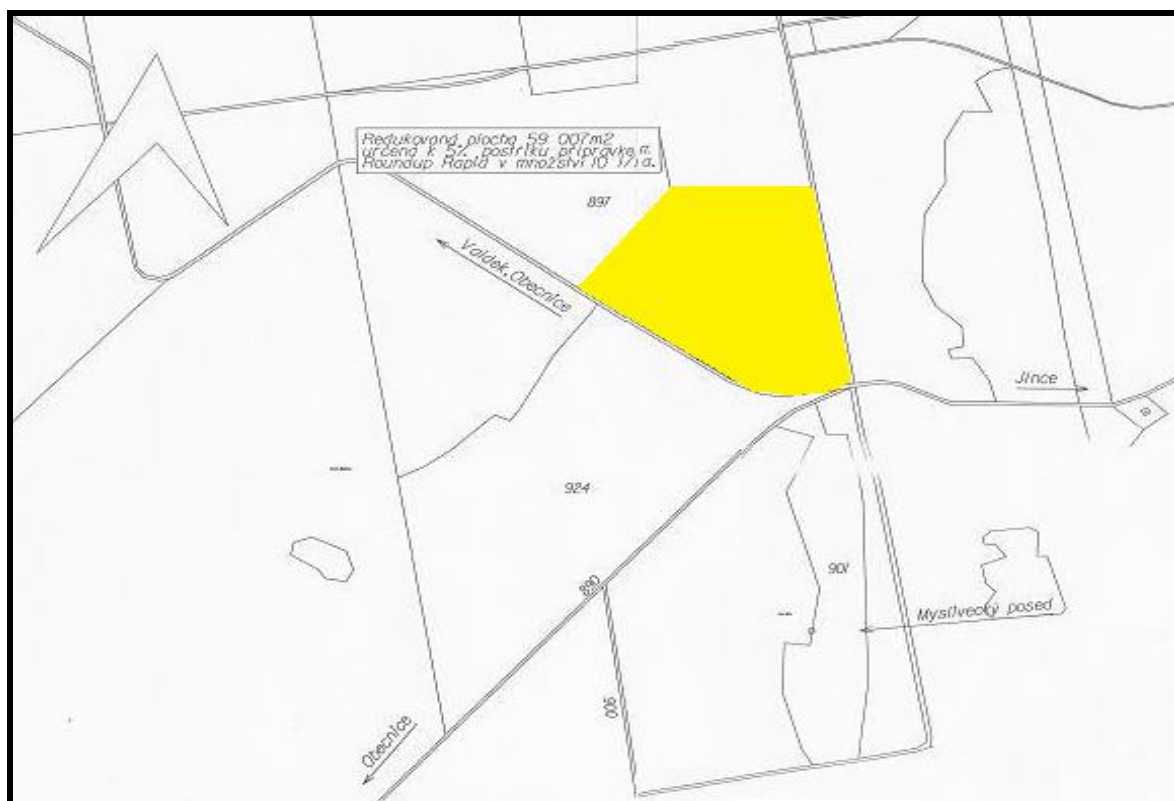 Redukovaná plocha 59 007m2
určená k 5% postřiku přípravkem
Roundup Rapid v množství 10 l/1a.
897
Valdek, Obecnice
Jince
924
890
901
Myslivecký posed
900
Obecnice